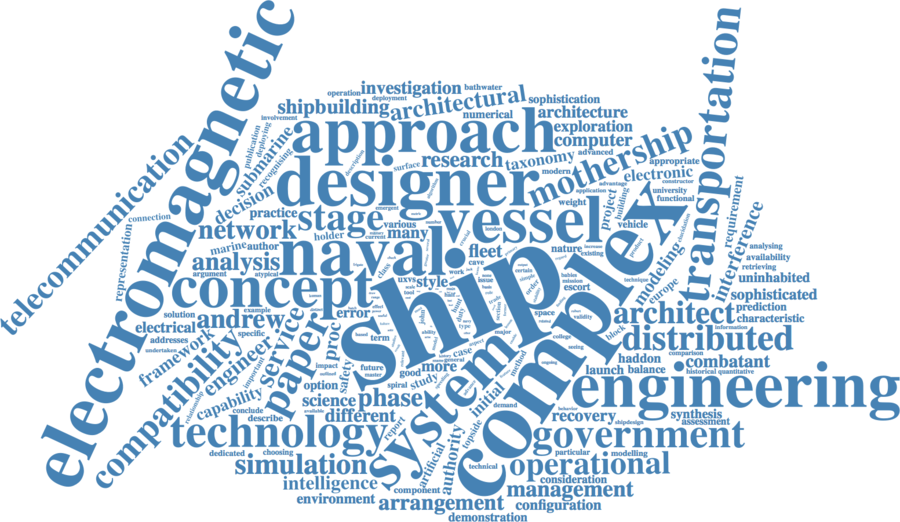 electromagnetic
telecommunication
transportation
investigation
bathwater
operation
deployment
shipbuilding
architectural
sophistication
involvement
numerical
architecture
approach
exploration
computer
publication
deploying
recognising
submarine
research
taxonomy
mothership
advanced
modern
appropriate
electronic
constructor
university
functional
description
surface
designer
application
advantage
weight
project
building
decision
practice
stage
emergent
vessel
connection
network
holder
various
many
vehicle
product
requirement
interference
representation
marine
author
naval
fleet
nature
existing
increase
analysing
analysis
cave
availability
argument
atypical
class
uxvs
style
work
certain
mission
escort
technique
modeling
retrieving
uninhabited
concept
ship
complex
europe
sophisticated
solution
example
order
prediction
electrical
andrew
error
space
architect
characteristic
addresses
specific
proc
term
major
college
block
information
undertaken
framework
service
distributed
compatibility
engineer
important
paper
impact
safety
future
master
good
more
case
general
system
method
ongoing
haddon
comparison
combatant
launch
balance
historical
quantitative
relationship
capability
option
spiral
study
science
phase
initial
engineering
conclude
describe
available
different
report
demand
behavior
recovery
shipdesign
synthesis
assessment
technology
topside
government
dedicated
choosing
authority
particular
modelling
simulation
artificial
technical
operational
intelligence
consideration
environment
component
management
arrangement
configuration
demonstration